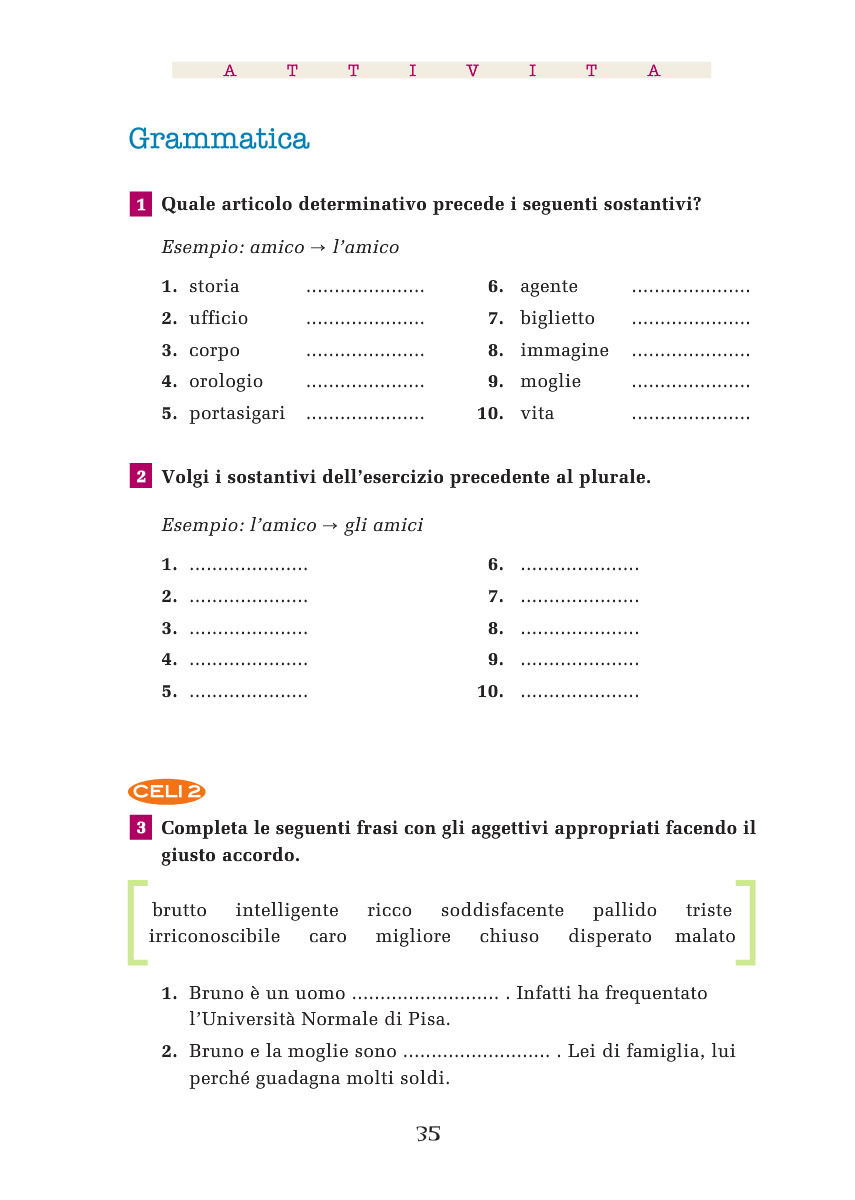 A T T I V I T A
Grammatica
1 Quale articolo determinativo precede i seguenti sostantivi?
Esempio: amico → l’amico
1. storia .....................
2. ufficio .....................
3. corpo .....................
4. orologio .....................
5. portasigari .....................
6. agente .....................
7. biglietto .....................
8. immagine .....................
9. moglie .....................
10. vita .....................
2 Volgi i sostantivi dell’esercizio precedente al plurale.
Esempio: l’amico → gli amici
1. .....................
2. .....................
3. .....................
4. .....................
5. .....................
6. .....................
7. .....................
8. .....................
9. .....................
10. .....................
CELI 2
3 Completa le seguenti frasi con gli aggettivi appropriati facendo il
giusto accordo.
brutto intelligente ricco soddisfacente pallido triste
irriconoscibile caro migliore chiuso disperato malato
1. Bruno è un uomo .......................... . Infatti ha frequentato
l’Università Normale di Pisa.
2. Bruno e la moglie sono .......................... . Lei di famiglia, lui
perché guadagna molti soldi.
35